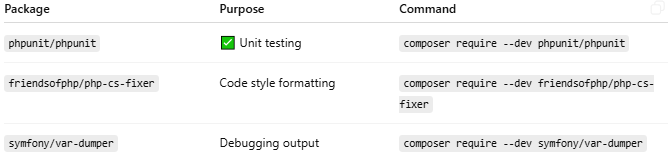 Package Purpose Command
phpunit/phpunit ✅ Unit testing composer require --dev phpunit/phpunit
friendsofphp/php-cs-fixer Code style formatting composer require --dev friendsofphp/php-cs-
fixer
symfony/var-dumper Debugging output composer require --dev symfony/var-dumper